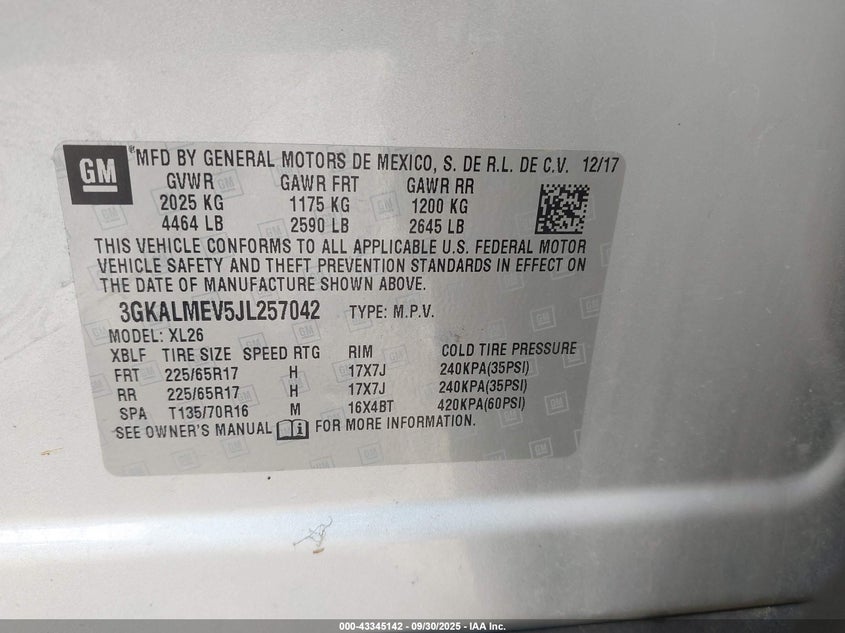 GM MFD BY GENERAL MOTORS DE MEXICO, S. DE R.L. DE C.V. 12/17
GVWR GAWR FRT GAWR RR
2025 KG 1175 KG 1200 KG
4464 LB 2590 LB 2645 LB
THIS VEHICLE CONFORMS TO ALL APPLICABLE U.S. FEDERAL MOTOR
VEHICLE SAFETY AND THEFT PREVENTION STANDARDS IN EFFECT ON
THE DATE OF MANUFACTURE SHOWN ABOVE.
3GKALMEV5JL257042 TYPE: M.P.V.
MODEL: XL26
XBLF TIRE SIZE SPEED RTG RIM COLD TIRE PRESSURE
FRT 225/65R17 H 17X7J 240KPA(35PSI)
RR 225/65R17 H 17X7J 240KPA(35PSI)
SPA T135/70R16 M 16X4BT 420KPA(60PSI)
SEE OWNER'S MANUAL FOR MORE INFORMATION.
000-43345142 - 09/30/2025 - IAA Inc.